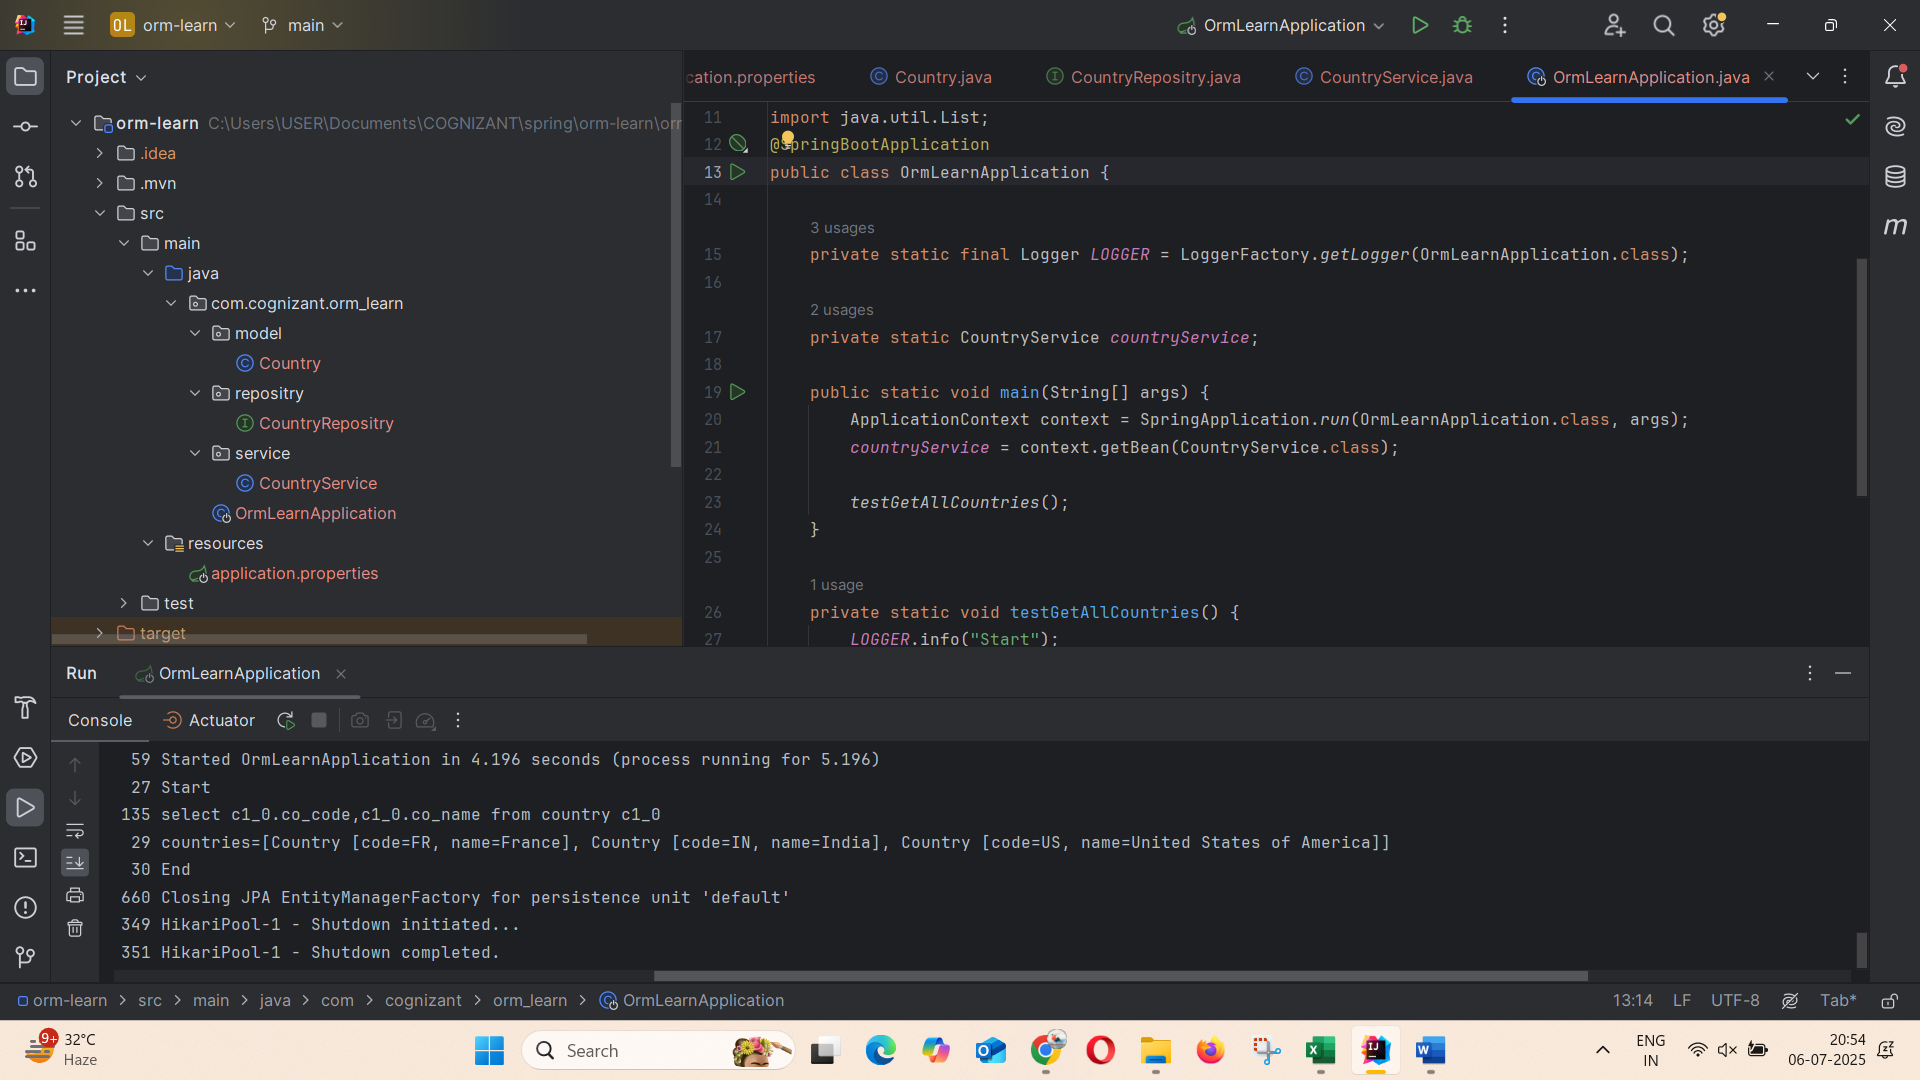 OL orm-learn main OrmLearnApplication
Project
cation.properties Country.java CountryRepositry.java CountryService.java OrmLearnApplication.java
orm-learn C:\Users\USER\Documents\COGNIZANT\spring\orm-learn\orr
.idea
.mvn
src
main
java
com.cognizant.orm_learn
model
Country
repositry
CountryRepositry
service
CountryService
OrmLearnApplication
resources
application.properties
test
target
11 import java.util.List;
12 @SpringBootApplication
13 public class OrmLearnApplication {
14
3 usages
15 private static final Logger LOGGER = LoggerFactory.getLogger(OrmLearnApplication.class);
16
2 usages
17 private static CountryService countryService;
18
19 public static void main(String[] args) {
20 ApplicationContext context = SpringApplication.run(OrmLearnApplication.class, args);
21 countryService = context.getBean(CountryService.class);
22
23 testGetAllCountries();
24 }
25
1 usage
26 private static void testGetAllCountries() {
27 LOGGER.info("Start");
Run OrmLearnApplication
Console Actuator
59 Started OrmLearnApplication in 4.196 seconds (process running for 5.196)
27 Start
135 select c1_0.co_code,c1_0.co_name from country c1_0
29 countries=[Country [code=FR, name=France], Country [code=IN, name=India], Country [code=US, name=United States of America]]
30 End
660 Closing JPA EntityManagerFactory for persistence unit 'default'
349 HikariPool-1 - Shutdown initiated...
351 HikariPool-1 - Shutdown completed.
orm-learn > src > main > java > com > cognizant > orm_learn > OrmLearnApplication 13:14 LF UTF-8 Tab*
9+ 32°C
Haze
Search
ENG
IN
20:54
06-07-2025